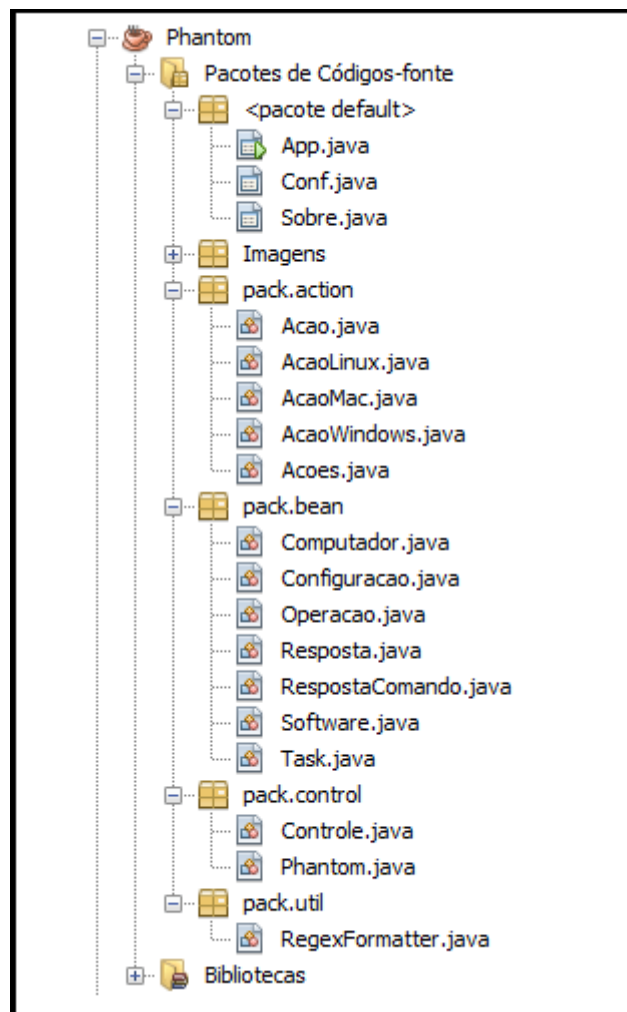 Phantom
Pacotes de Códigos-fonte
<pacote default>
App.java
Conf.java
Sobre.java
Imagens
pack.action
Acao.java
AcaoLinux.java
AcaoMac.java
AcaoWindows.java
Acoes.java
pack.bean
Computador.java
Configuracao.java
Operacao.java
Resposta.java
RespostaComando.java
Software.java
Task.java
pack.control
Controle.java
Phantom.java
pack.util
RegexFormatter.java
Bibliotecas